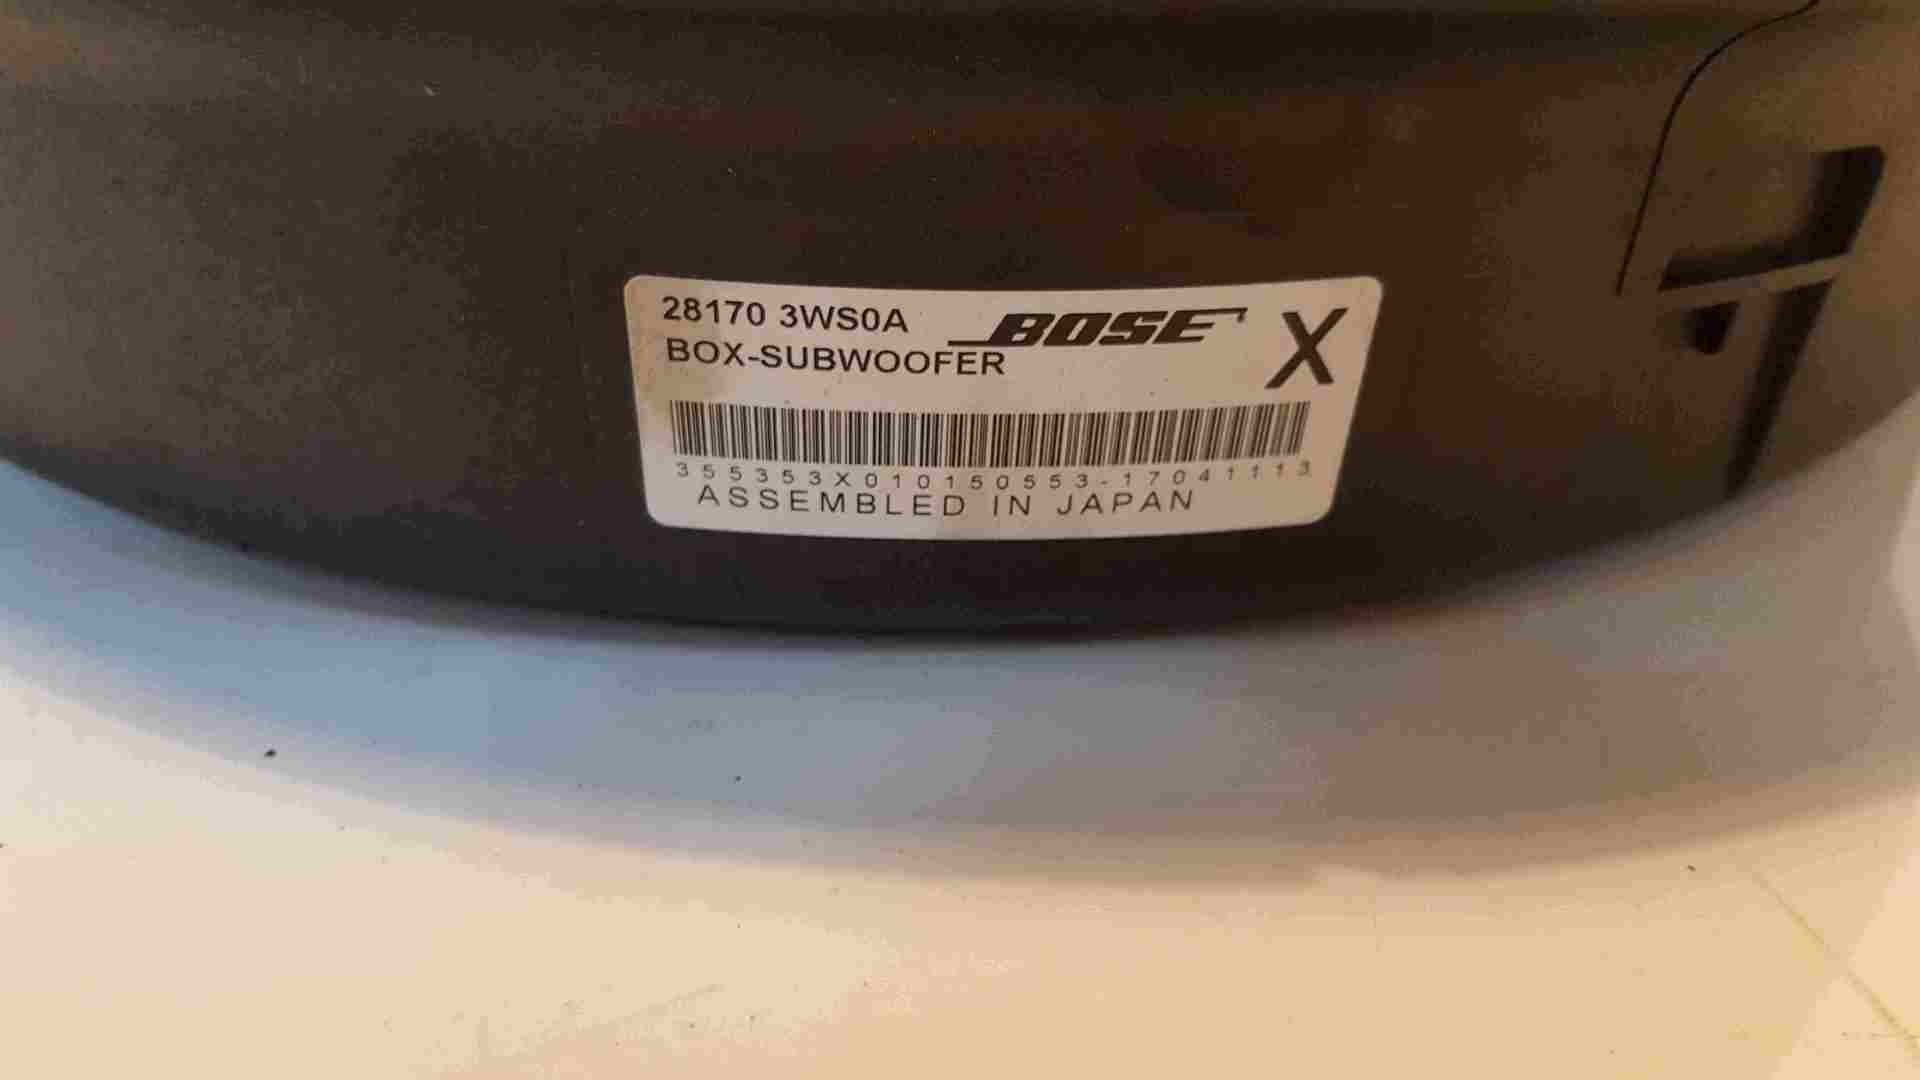 28170 3WS0A BOSE X
BOX-SUBWOOFER
355353X010150553-17041113
ASSEMBLED IN JAPAN